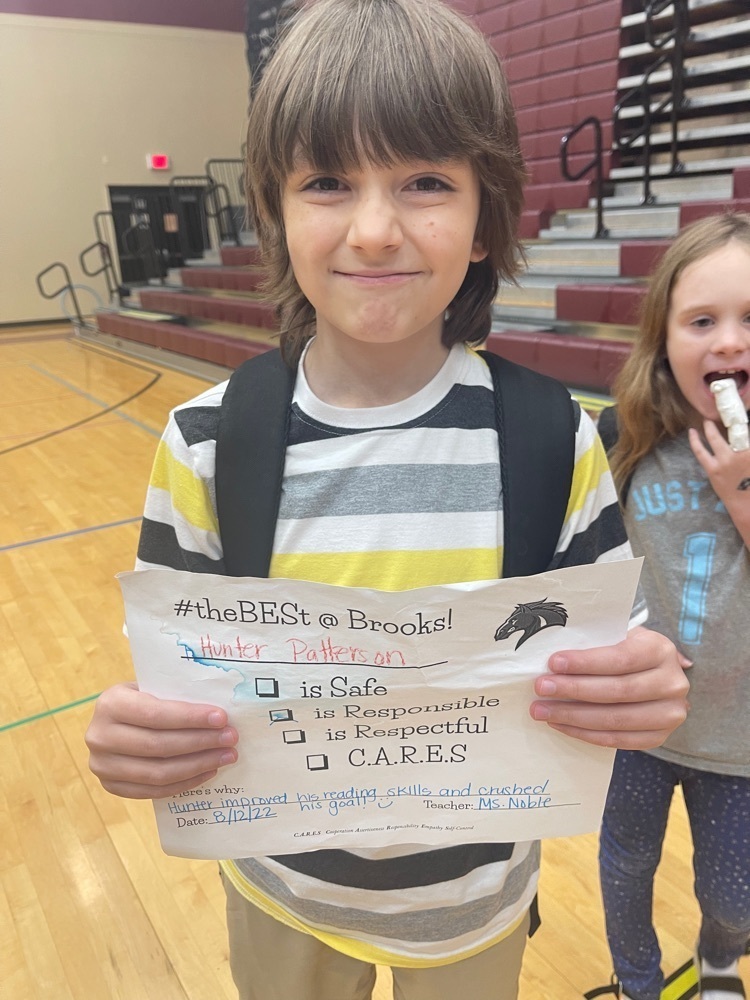 #theBESt @ Brooks!
Hunter Patterson
is Safe
is Responsible
is Respectful
C.A.R.E.S
Here's why:
Hunter improved his reading skills and crushed
his goal! :)
Date: 8/12/22 Teacher: Ms. Noble
C.A.R.E.S Cooperation Assertiveness Responsibility Empathy Self-Control
JUST
1